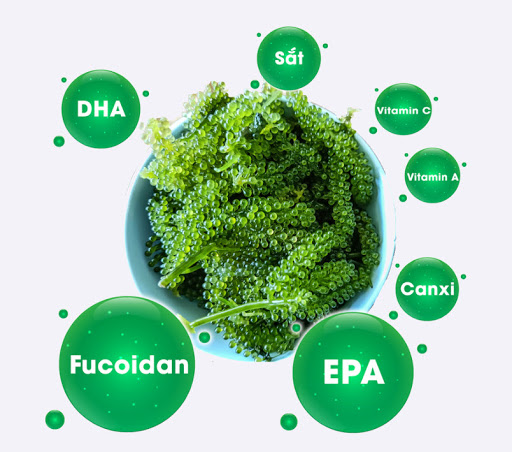 Sắt
DHA
Vitamin C
Vitamin A
Canxi
Fucoidan
EPA